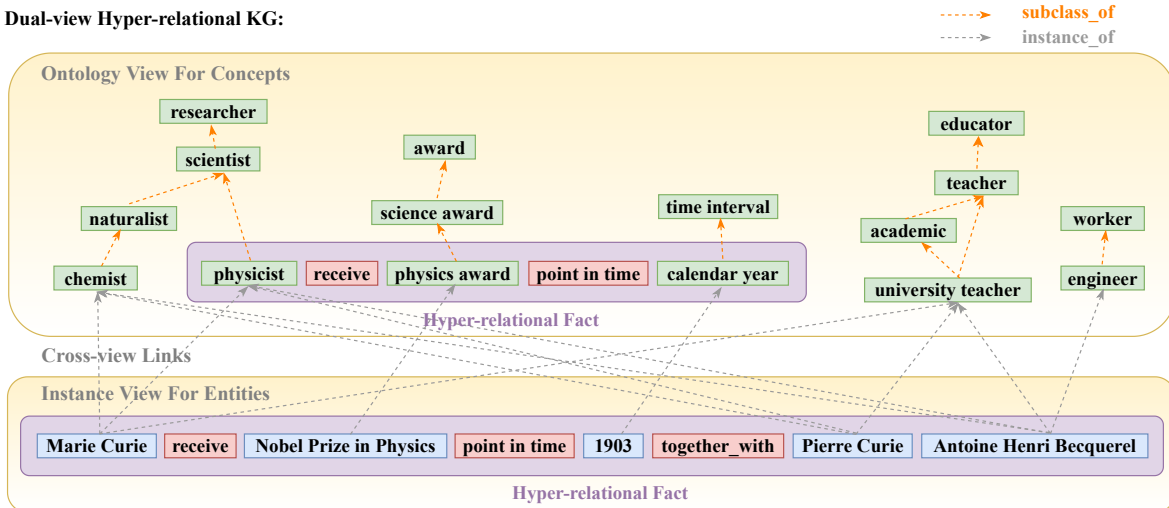 Dual-view Hyper-relational KG:
subclass_of
instance_of
Ontology View For Concepts
researcher
scientist
naturalist
chemist
award
science award
time interval
educator
teacher
academic
worker
physicist receive physics award point in time calendar year
university teacher
engineer
Hyper-relational Fact
Cross-view Links
Instance View For Entities
Marie Curie receive Nobel Prize in Physics point in time 1903 together_with Pierre Curie Antoine Henri Becquerel
Hyper-relational Fact